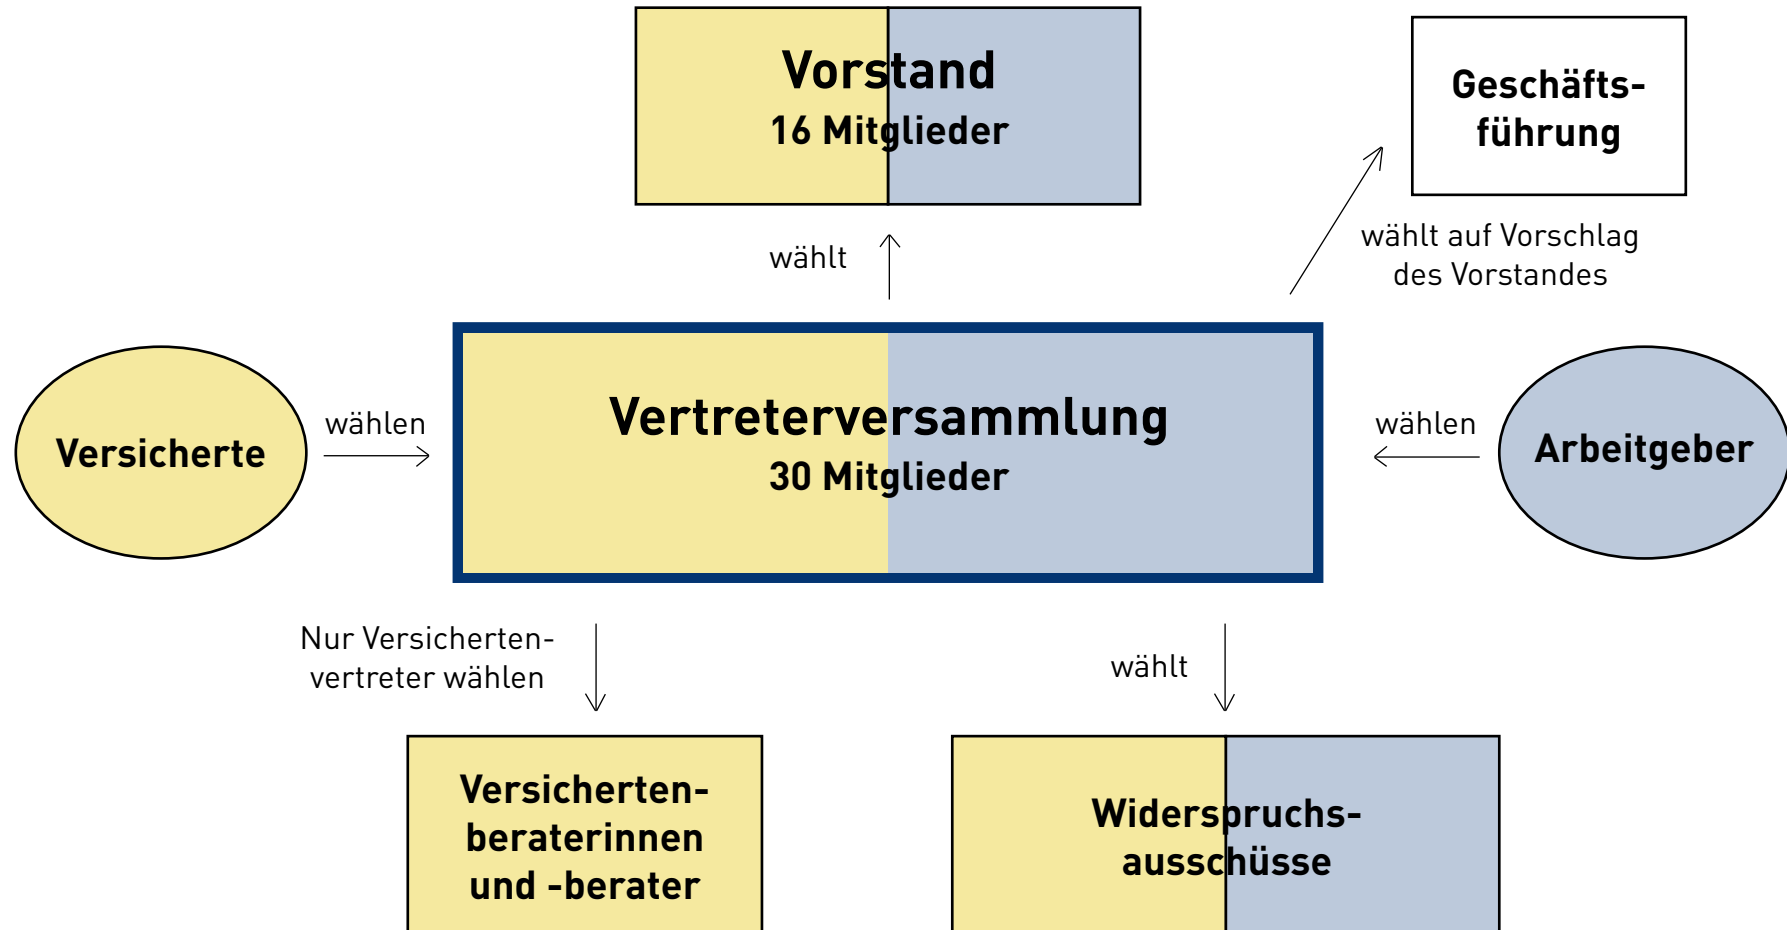 Vorstand
16 Mitglieder
Geschäfts-
führung
wählt
wählt auf Vorschlag
des Vorstandes
Versicherte
wählen
Vertreterversammlung
30 Mitglieder
wählen
Arbeitgeber
Nur Versicherten-
vertreter wählen
wählt
Versicherten-
beraterinnen
und -berater
Widerspruchs-
ausschüsse